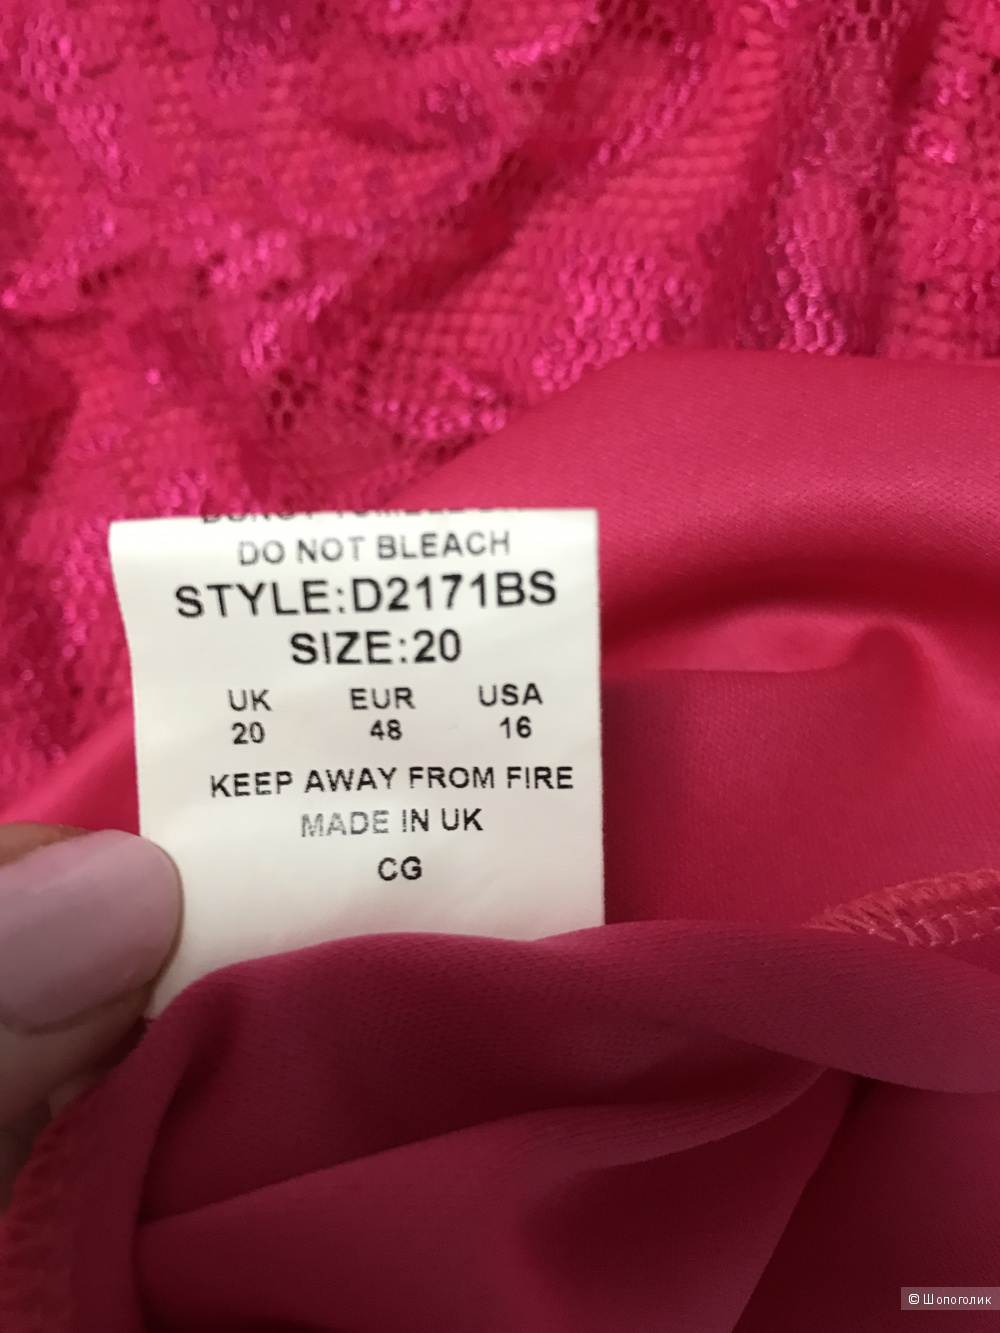 DO NOT BLEACH
STYLE:D2171BS
SIZE:20
UK EUR USA
20 48 16
KEEP AWAY FROM FIRE
MADE IN UK
CG
© Шопоголик